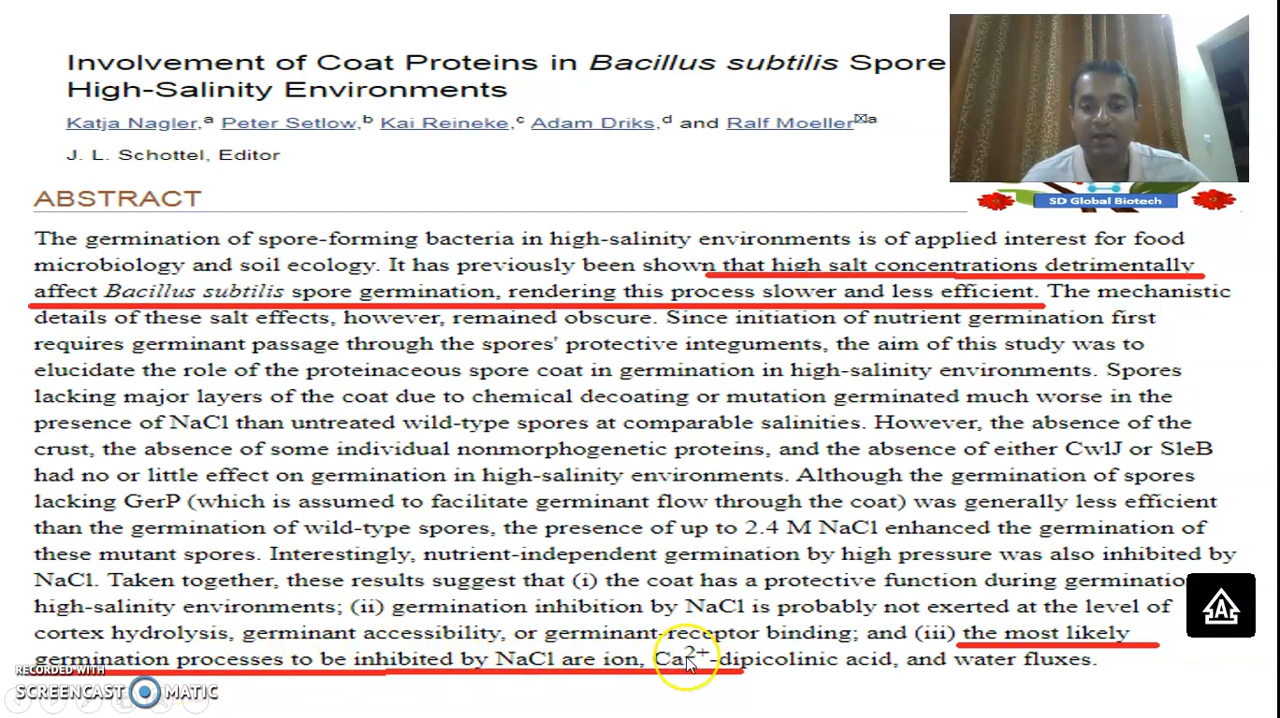 Involvement of Coat Proteins in Bacillus subtilis Spore
High-Salinity Environments
Katja Nagler,a Peter Setlow,b Kai Reineke,c Adam Driks,d and Ralf Moeller✉a
J. L. Schottel, Editor
SD Global Biotech
ABSTRACT
The germination of spore-forming bacteria in high-salinity environments is of applied interest for food
microbiology and soil ecology. It has previously been shown that high salt concentrations detrimentally
affect Bacillus subtilis spore germination, rendering this process slower and less efficient. The mechanistic
details of these salt effects, however, remained obscure. Since initiation of nutrient germination first
requires germinant passage through the spores' protective integuments, the aim of this study was to
elucidate the role of the proteinaceous spore coat in germination in high-salinity environments. Spores
lacking major layers of the coat due to chemical decoating or mutation germinated much worse in the
presence of NaCl than untreated wild-type spores at comparable salinities. However, the absence of the
crust, the absence of some individual nonmorphogenetic proteins, and the absence of either CwlJ or SleB
had no or little effect on germination in high-salinity environments. Although the germination of spores
lacking GerP (which is assumed to facilitate germinant flow through the coat) was generally less efficient
than the germination of wild-type spores, the presence of up to 2.4 M NaCl enhanced the germination of
these mutant spores. Interestingly, nutrient-independent germination by high pressure was also inhibited by
NaCl. Taken together, these results suggest that (i) the coat has a protective function during germinatio
high-salinity environments; (ii) germination inhibition by NaCl is probably not exerted at the level of
cortex hydrolysis, germinant accessibility, or germinant-receptor binding; and (iii) the most likely
germination processes to be inhibited by NaCl are ion, Ca2+-dipicolinic acid, and water fluxes.
A
RECORDED WITH
SCREENCAST MATIC